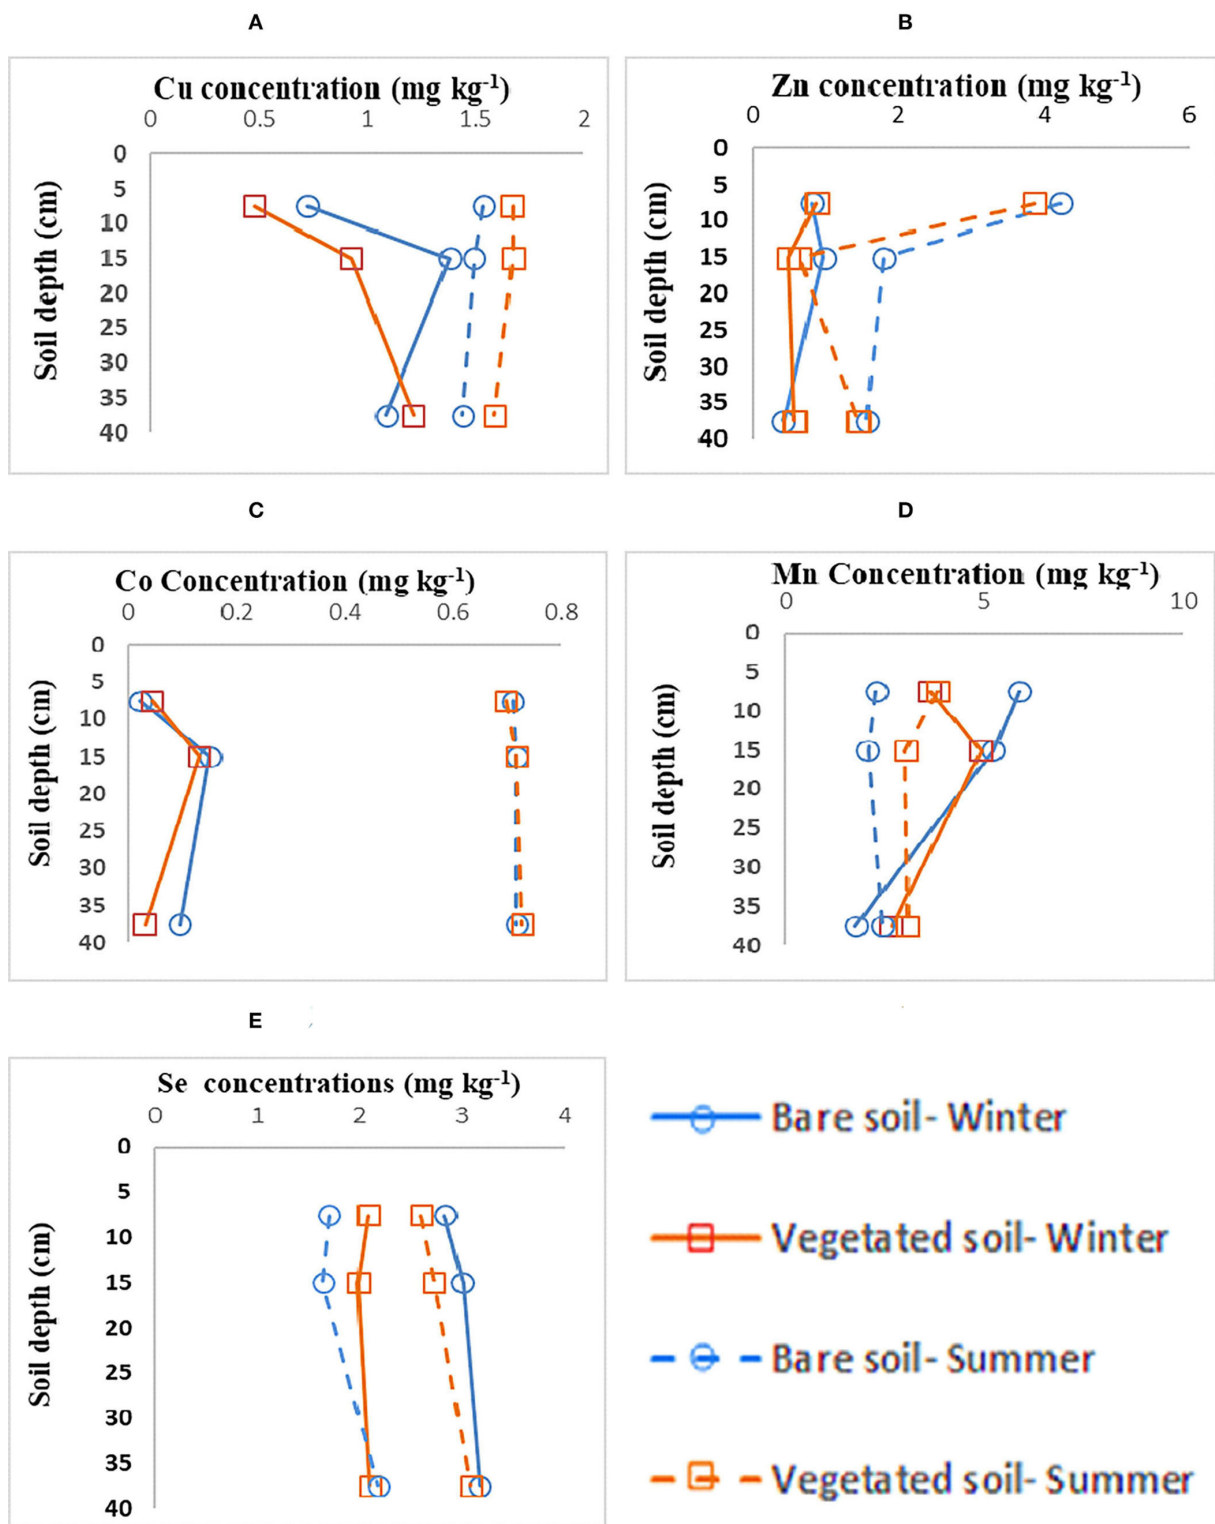 A
B
Cu concentration (mg kg-1)
0 0.5 1 1.5 2
0
5
10
15
20
25
30
35
40
Soil depth (cm)
Zn concentration (mg kg-1)
0 2 4 6
0
5
10
15
20
25
30
35
40
Soil depth (cm)
C
D
Co Concentration (mg kg-1)
0 0.2 0.4 0.6 0.8
0
5
10
15
20
25
30
35
40
Soil depth (cm)
Mn Concentration (mg kg-1)
0 5 10
0
5
10
15
20
25
30
35
40
Soil depth (cm)
E
Se concentrations (mg kg-1)
0 1 2 3 4
0
5
10
15
20
25
30
35
40
Soil depth (cm)
Bare soil- Winter
Vegetated soil- Winter
Bare soil- Summer
Vegetated soil- Summer